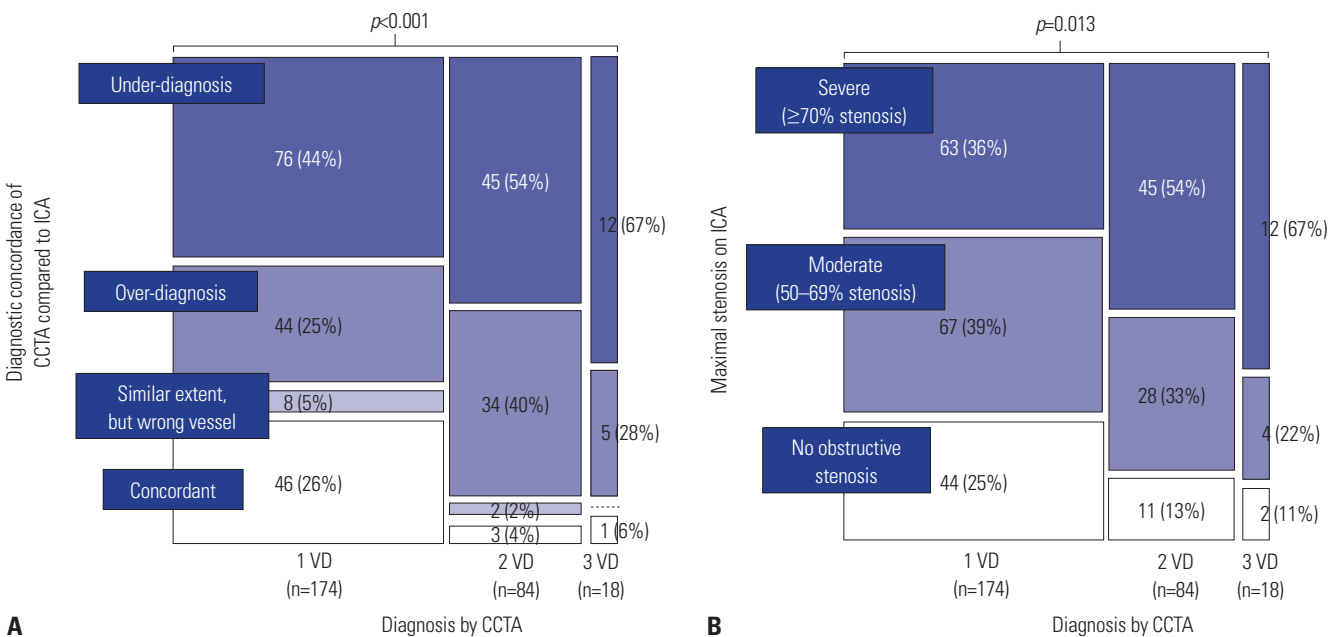 p<0.001
Under-diagnosis
76 (44%)
45 (54%)
12 (67%)
Over-diagnosis
44 (25%)
34 (40%)
5 (28%)
Similar extent,
but wrong vessel
8 (5%)
Concordant
46 (26%)
2 (2%)
3 (4%)
1 (6%)
Diagnostic concordance of
CCTA compared to ICA
1 VD
(n=174)
2 VD
(n=84)
3 VD
(n=18)
Diagnosis by CCTA
A
p=0.013
Severe
(≥70% stenosis)
63 (36%)
45 (54%)
12 (67%)
Moderate
(50–69% stenosis)
67 (39%)
28 (33%)
4 (22%)
No obstructive
stenosis
44 (25%)
11 (13%)
2 (11%)
Maximal stenosis on ICA
1 VD
(n=174)
2 VD
(n=84)
3 VD
(n=18)
Diagnosis by CCTA
B